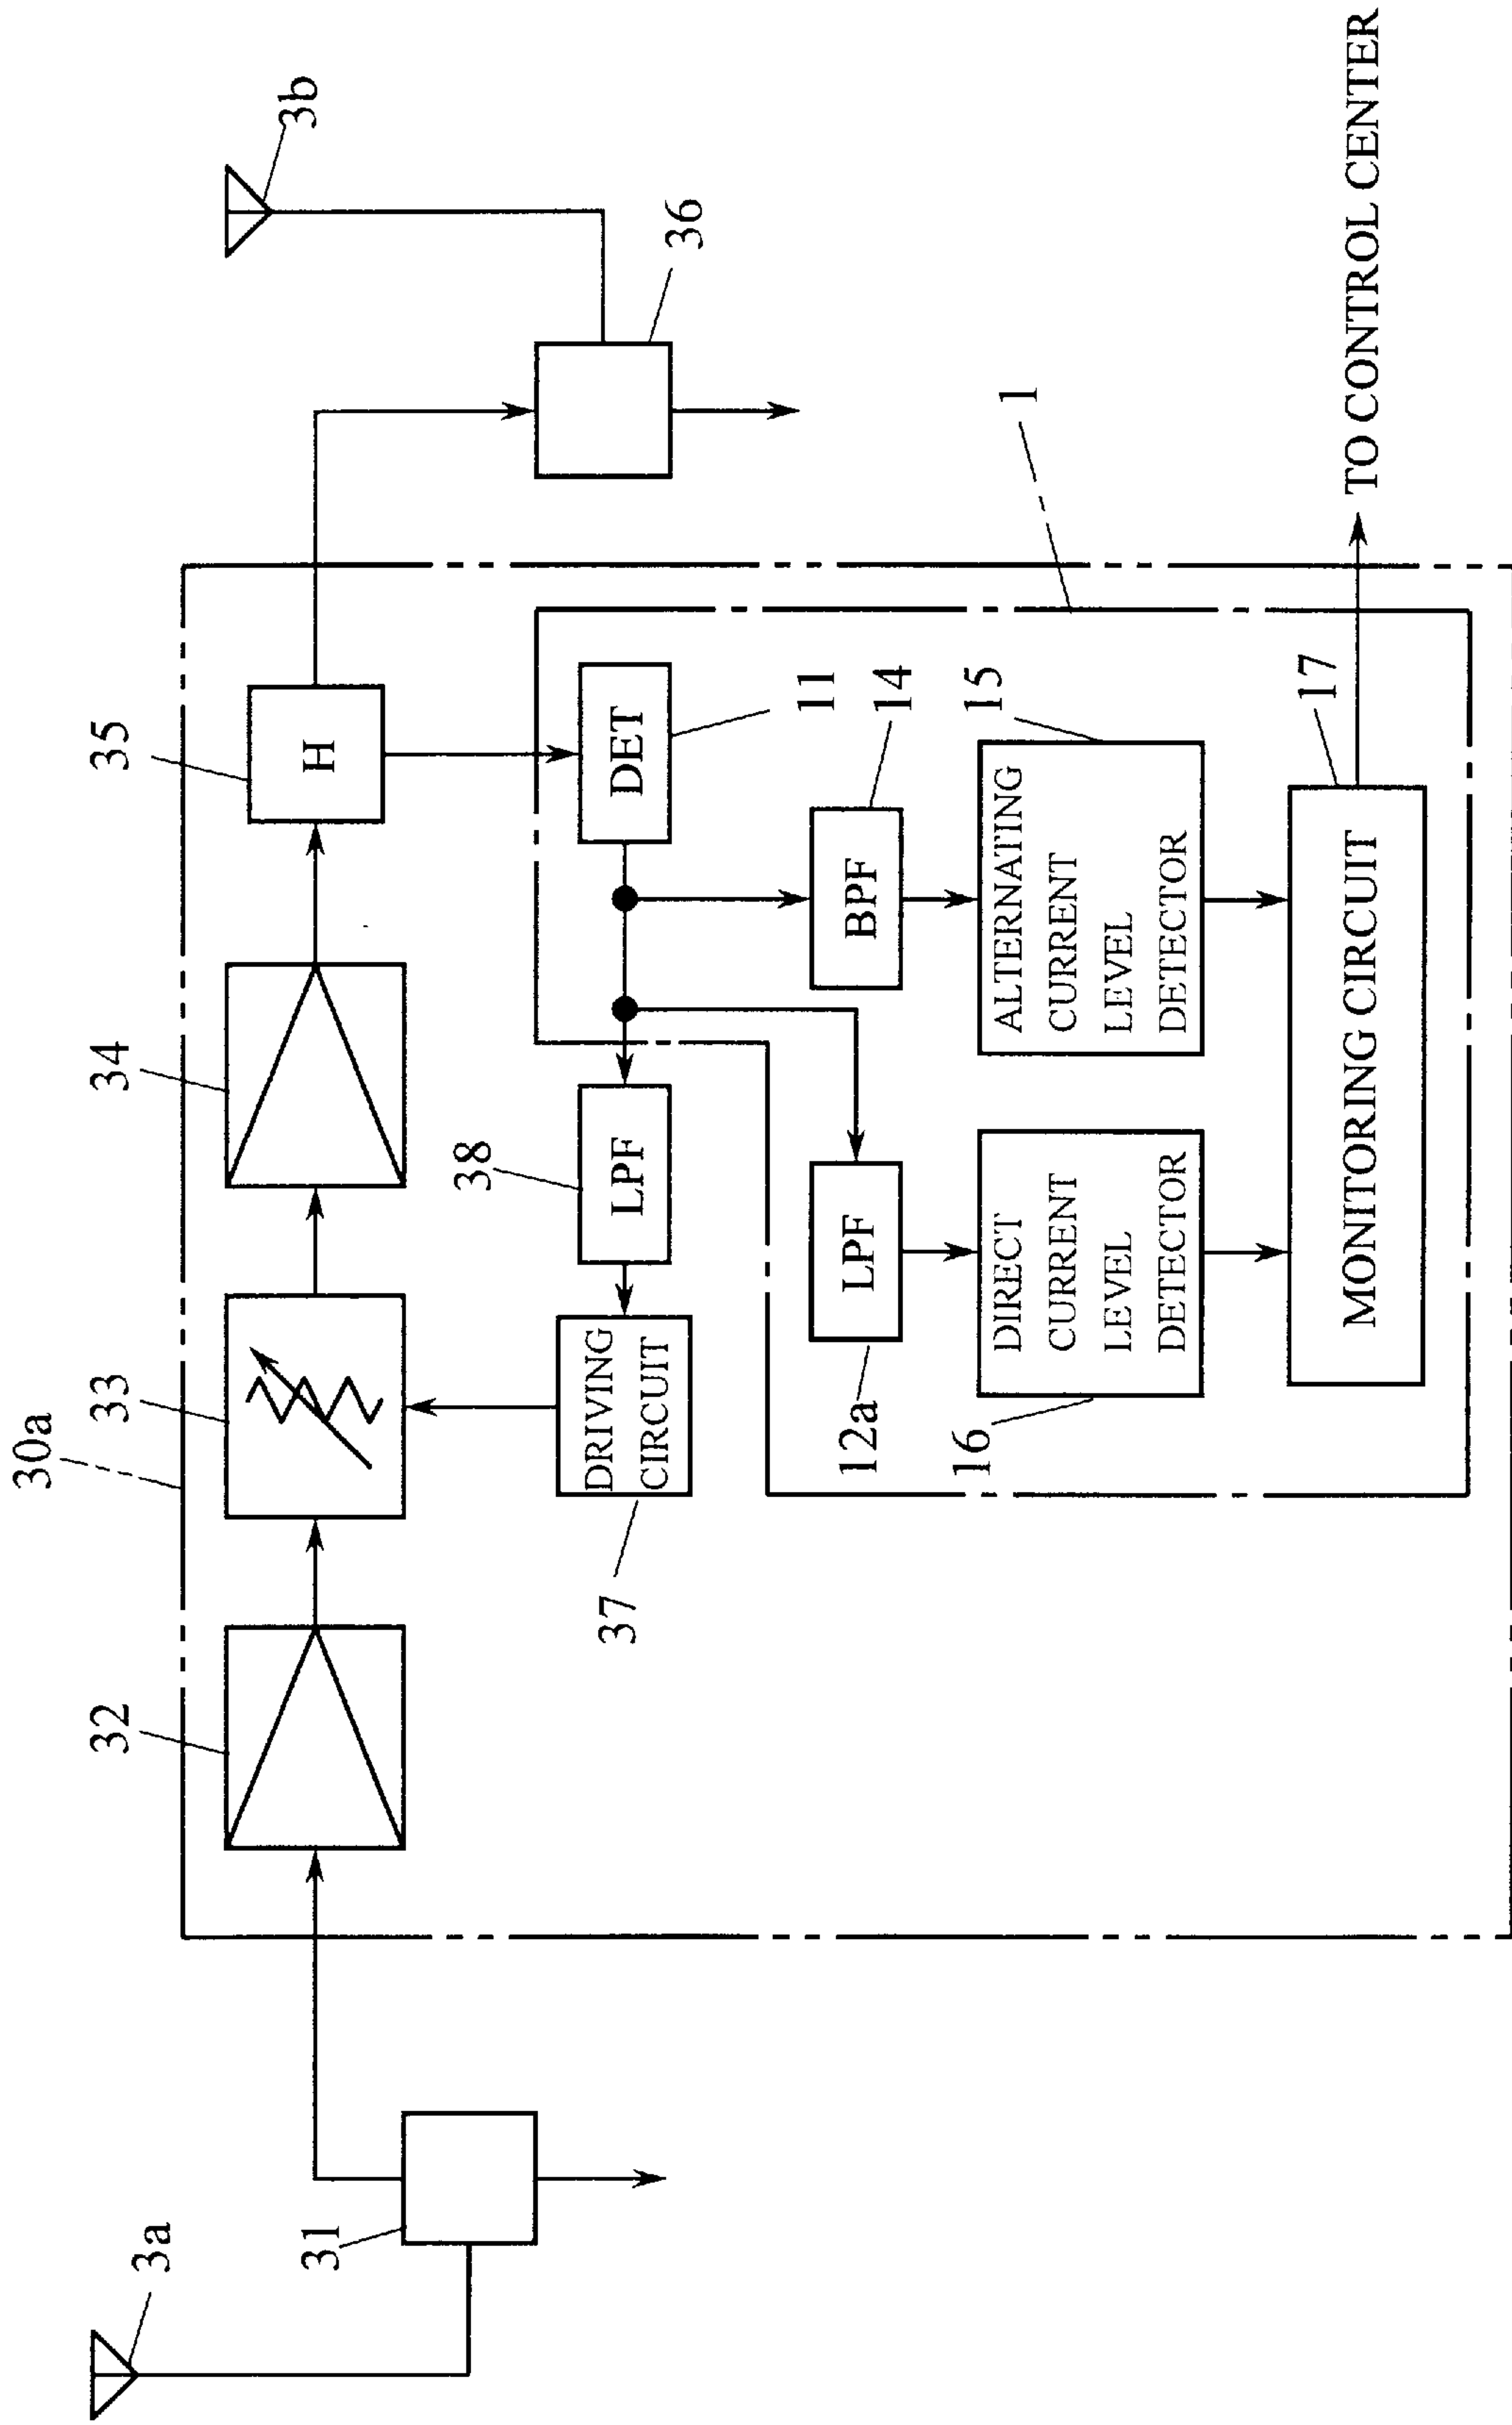 30a
32
33
34
35
H
3b
36
3a
31
37
DRIVING
CIRCUIT
38
LPF
DET
11
1
12a
LPF
BPF
14
16
DIRECT
CURRENT
LEVEL
DETECTOR
ALTERNATING
CURRENT
LEVEL
DETECTOR
15
MONITORING CIRCUIT
17
TO CONTROL CENTER